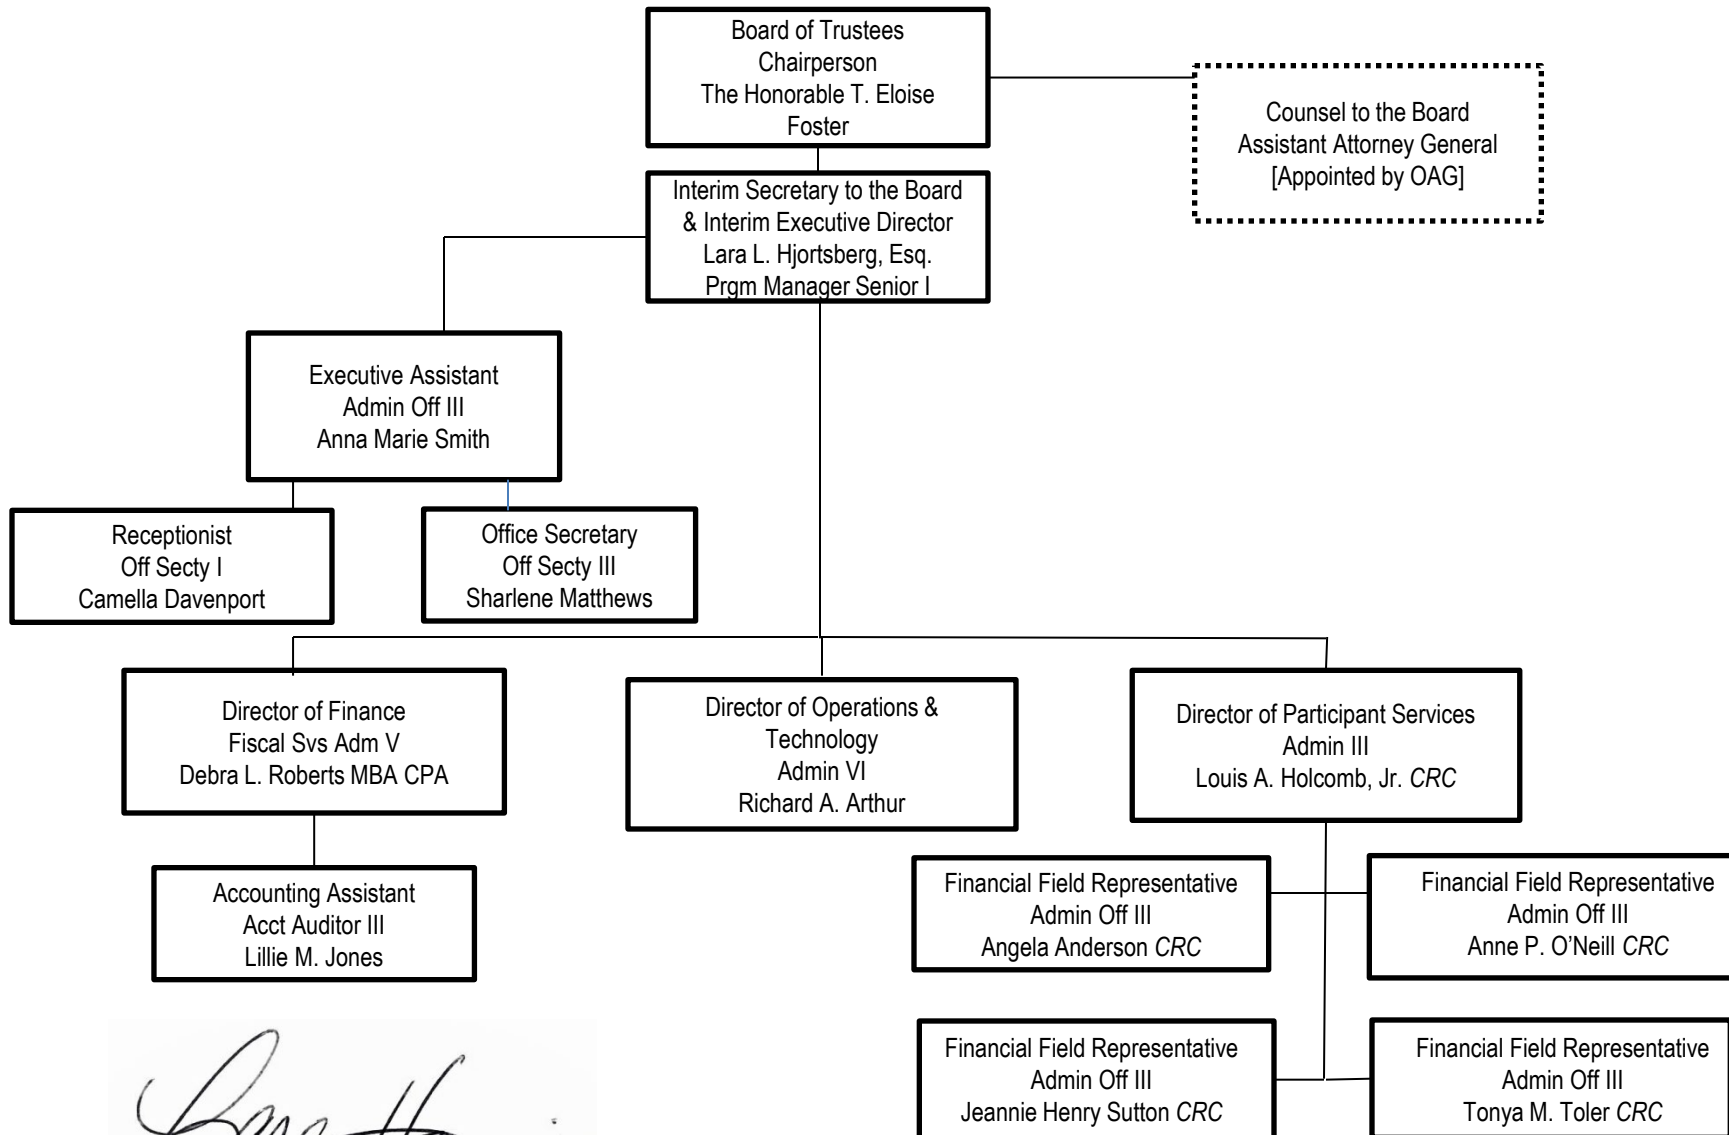 Board of Trustees
Chairperson
The Honorable T. Eloise
Foster
Counsel to the Board
Assistant Attorney General
[Appointed by OAG]
Interim Secretary to the Board
& Interim Executive Director
Lara L. Hjortsberg, Esq.
Prgm Manager Senior I
Executive Assistant
Admin Off III
Anna Marie Smith
Receptionist
Off Secty I
Camella Davenport
Office Secretary
Off Secty III
Sharlene Matthews
Director of Finance
Fiscal Svs Adm V
Debra L. Roberts MBA CPA
Director of Operations &
Technology
Admin VI
Richard A. Arthur
Director of Participant Services
Admin III
Louis A. Holcomb, Jr. CRC
Accounting Assistant
Acct Auditor III
Lillie M. Jones
Financial Field Representative
Admin Off III
Angela Anderson CRC
Financial Field Representative
Admin Off III
Anne P. O’Neill CRC
Financial Field Representative
Admin Off III
Jeannie Henry Sutton CRC
Financial Field Representative
Admin Off III
Tonya M. Toler CRC